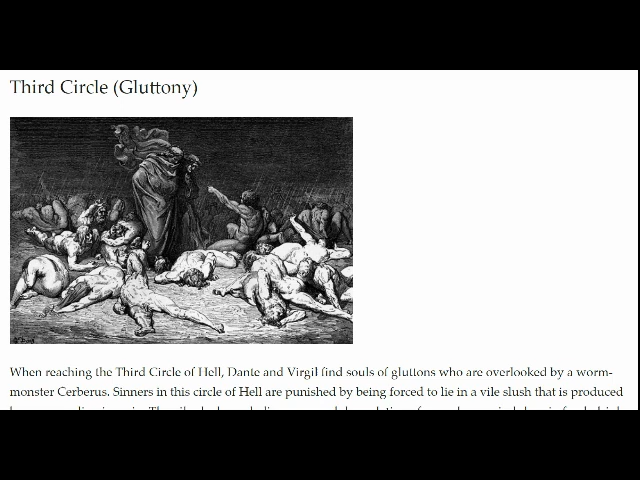 Third Circle (Gluttony)
When reaching the Third Circle of Hell, Dante and Virgil find souls of gluttons who are overlooked by a worm-
monster Cerberus. Sinners in this circle of Hell are punished by being forced to lie in a vile slush that is produced